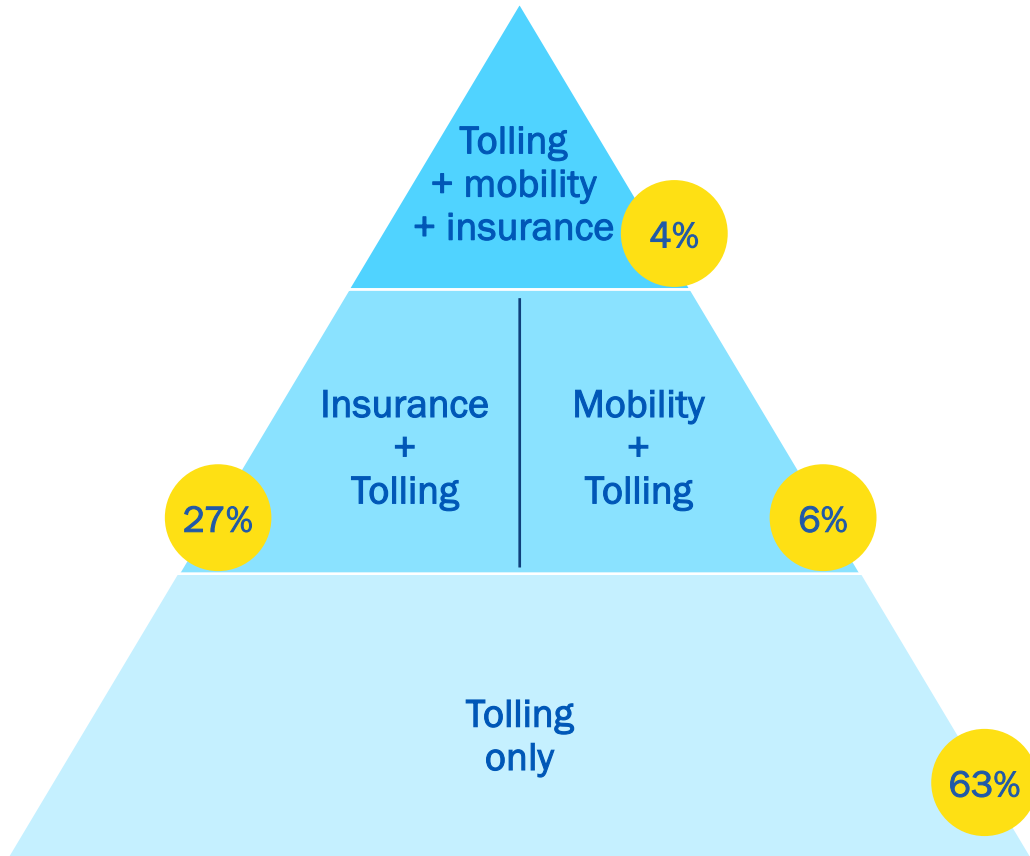 Tolling
+ mobility
+ insurance
4%
Insurance
+
Tolling
27%
Mobility
+
Tolling
6%
Tolling
only
63%